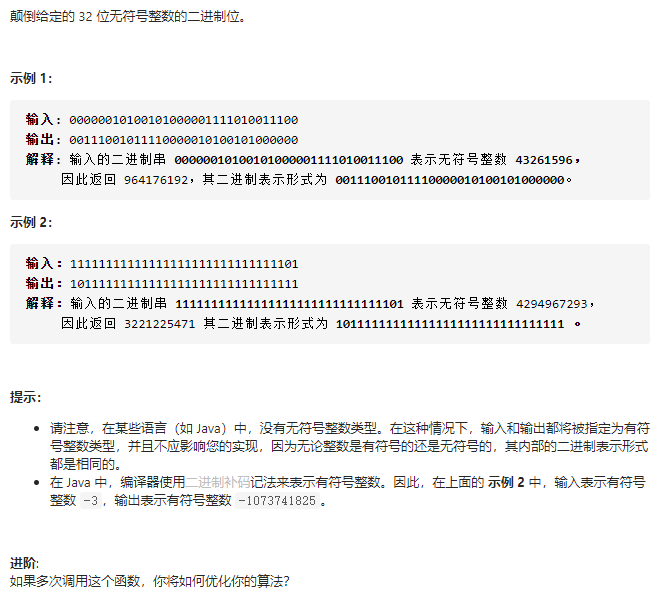 颠倒给定的 32 位无符号整数的二进制位。
示例 1：
输入：00000010100101000001111010011100
输出：00111001011110000010100101000000
解释：输入的二进制串 00000010100101000001111010011100 表示无符号整数 43261596，
因此返回 964176192，其二进制表示形式为 00111001011110000010100101000000。
示例 2：
输入：11111111111111111111111111111101
输出：10111111111111111111111111111111
解释：输入的二进制串 11111111111111111111111111111101 表示无符号整数 4294967293，
因此返回 3221225471 其二进制表示形式为 10111111111111111111111111111111 。
提示：
• 请注意，在某些语言（如 Java）中，没有无符号整数类型。在这种情况下，输入和输出都将被指定为有符
号整数类型，并且不应影响您的实现，因为无论整数是有符号的还是无符号的，其内部的二进制表示形式
都是相同的。
• 在 Java 中，编译器使用二进制补码记法来表示有符号整数。因此，在上面的 示例 2 中，输入表示有符号
整数 -3，输出表示有符号整数 -1073741825。
进阶:
如果多次调用这个函数，你将如何优化你的算法？